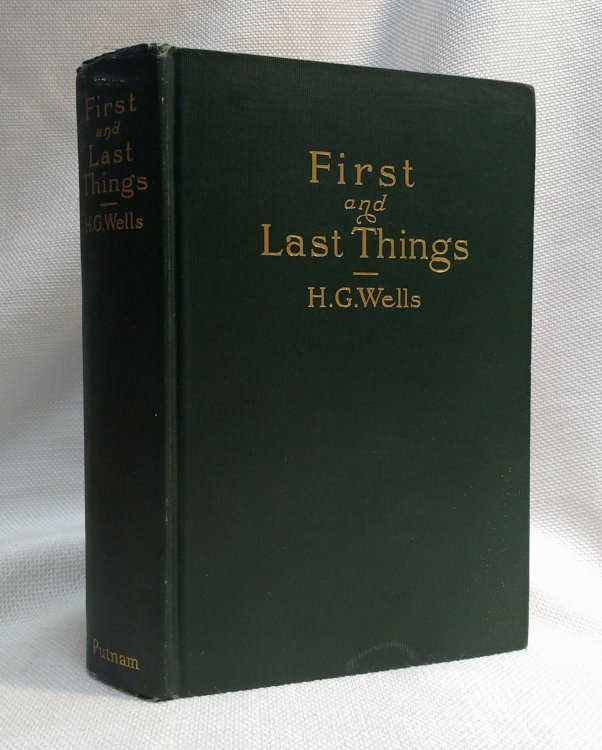 First
and
Last
Things
H.G.Wells
Putnam
First
and
Last Things
H.G.Wells